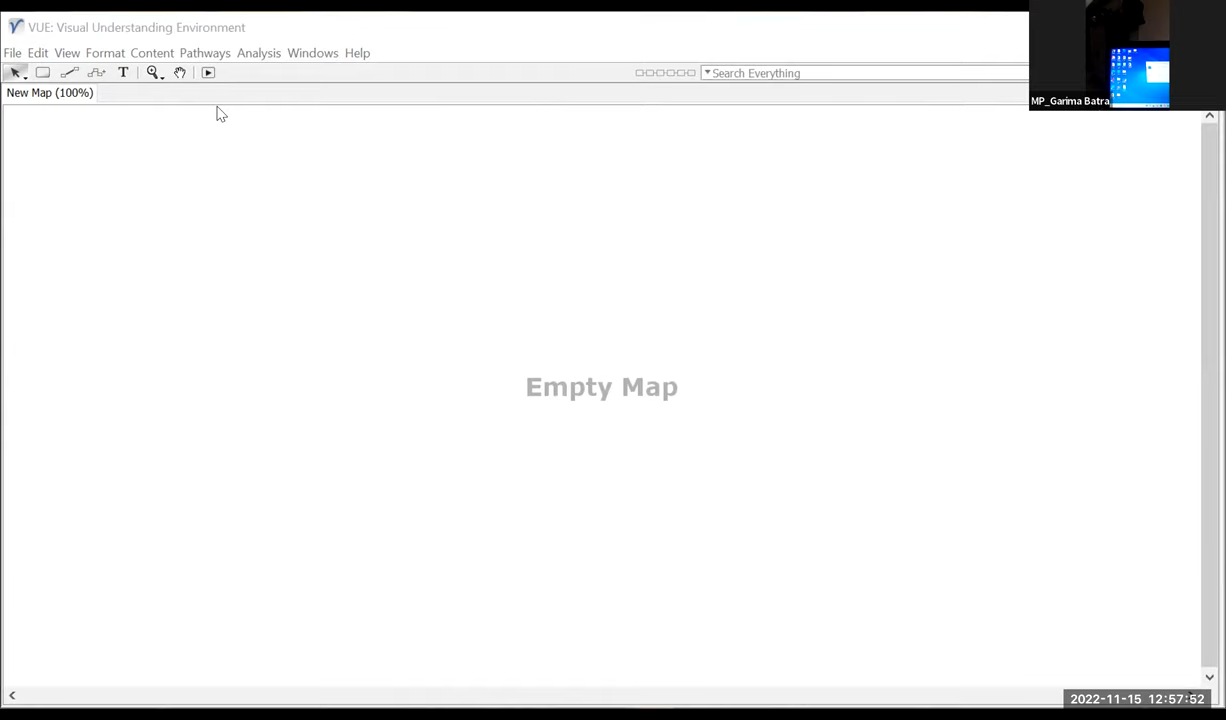 VUE: Visual Understanding Environment
File Edit View Format Content Pathways Analysis Windows Help
T Search Everything
MP_Garima Batra
New Map (100%)
Empty Map
2022-11-15 12:57:52